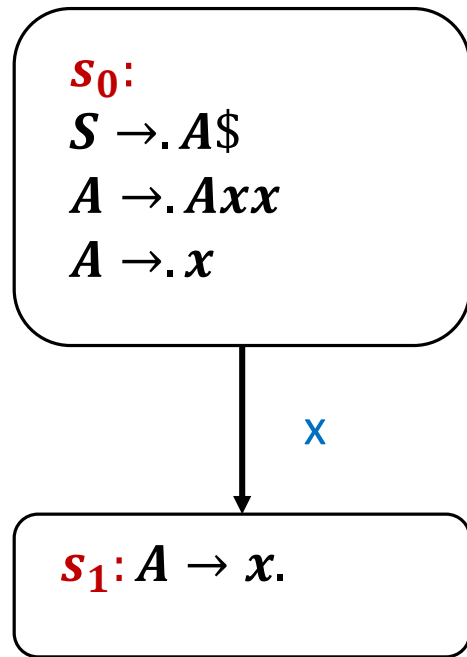 s₀:
S →. A$
A →. Axx
A →. x
x
s₁: A → x.